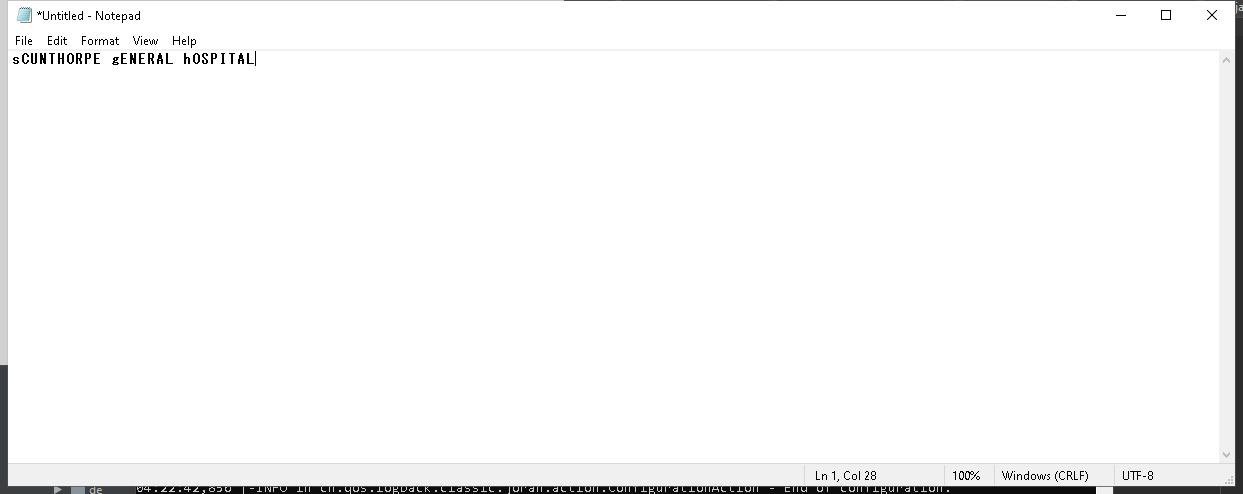 *Untitled - Notepad
File Edit Format View Help
sCUNTHORPE gENERAL hOSPITAL
Ln 1, Col 28 100% Windows (CRLF) UTF-8
de 04:22:42,856 |-INFO in ch.qos.logback.classic.joran.action.ConfigurationAction - End of configuration.